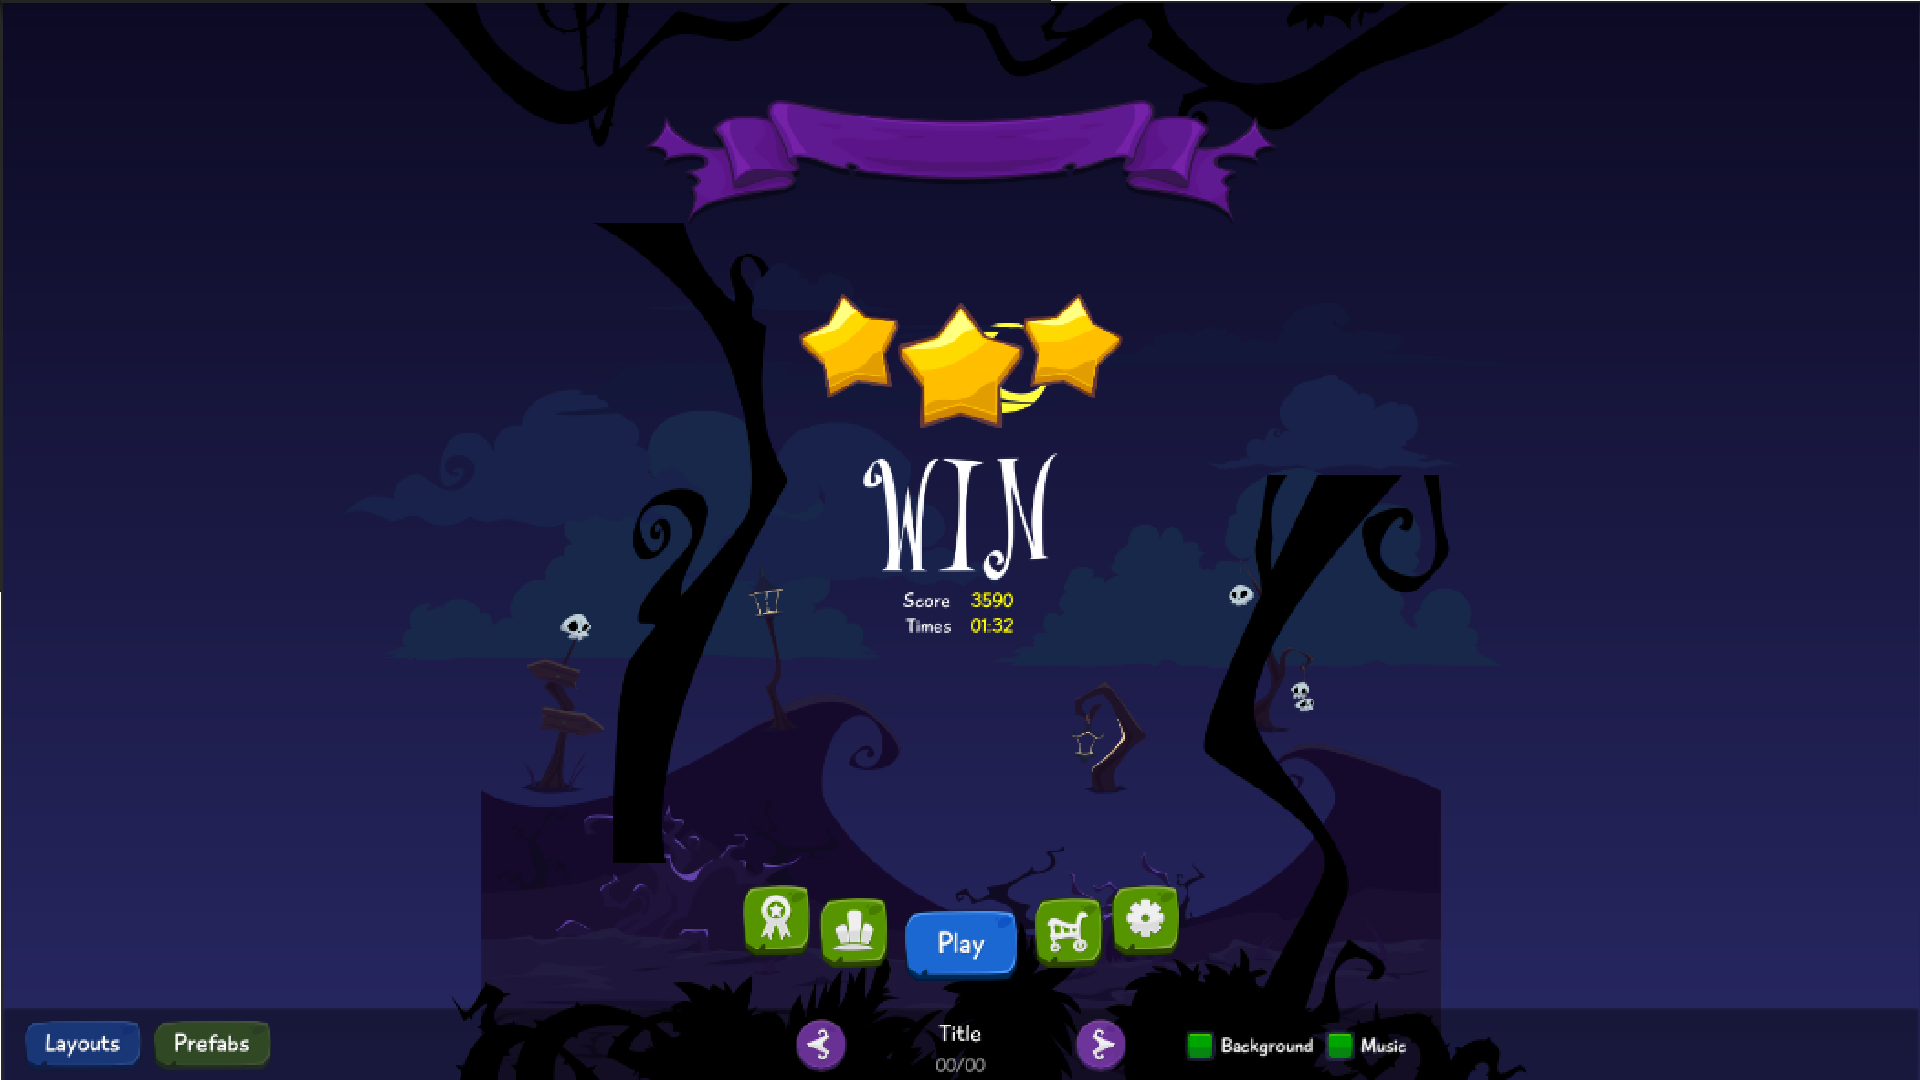 WIN
Score 3590
Times 01:32
Play
Layouts
Prefabs
Title
00/00
Background
Music